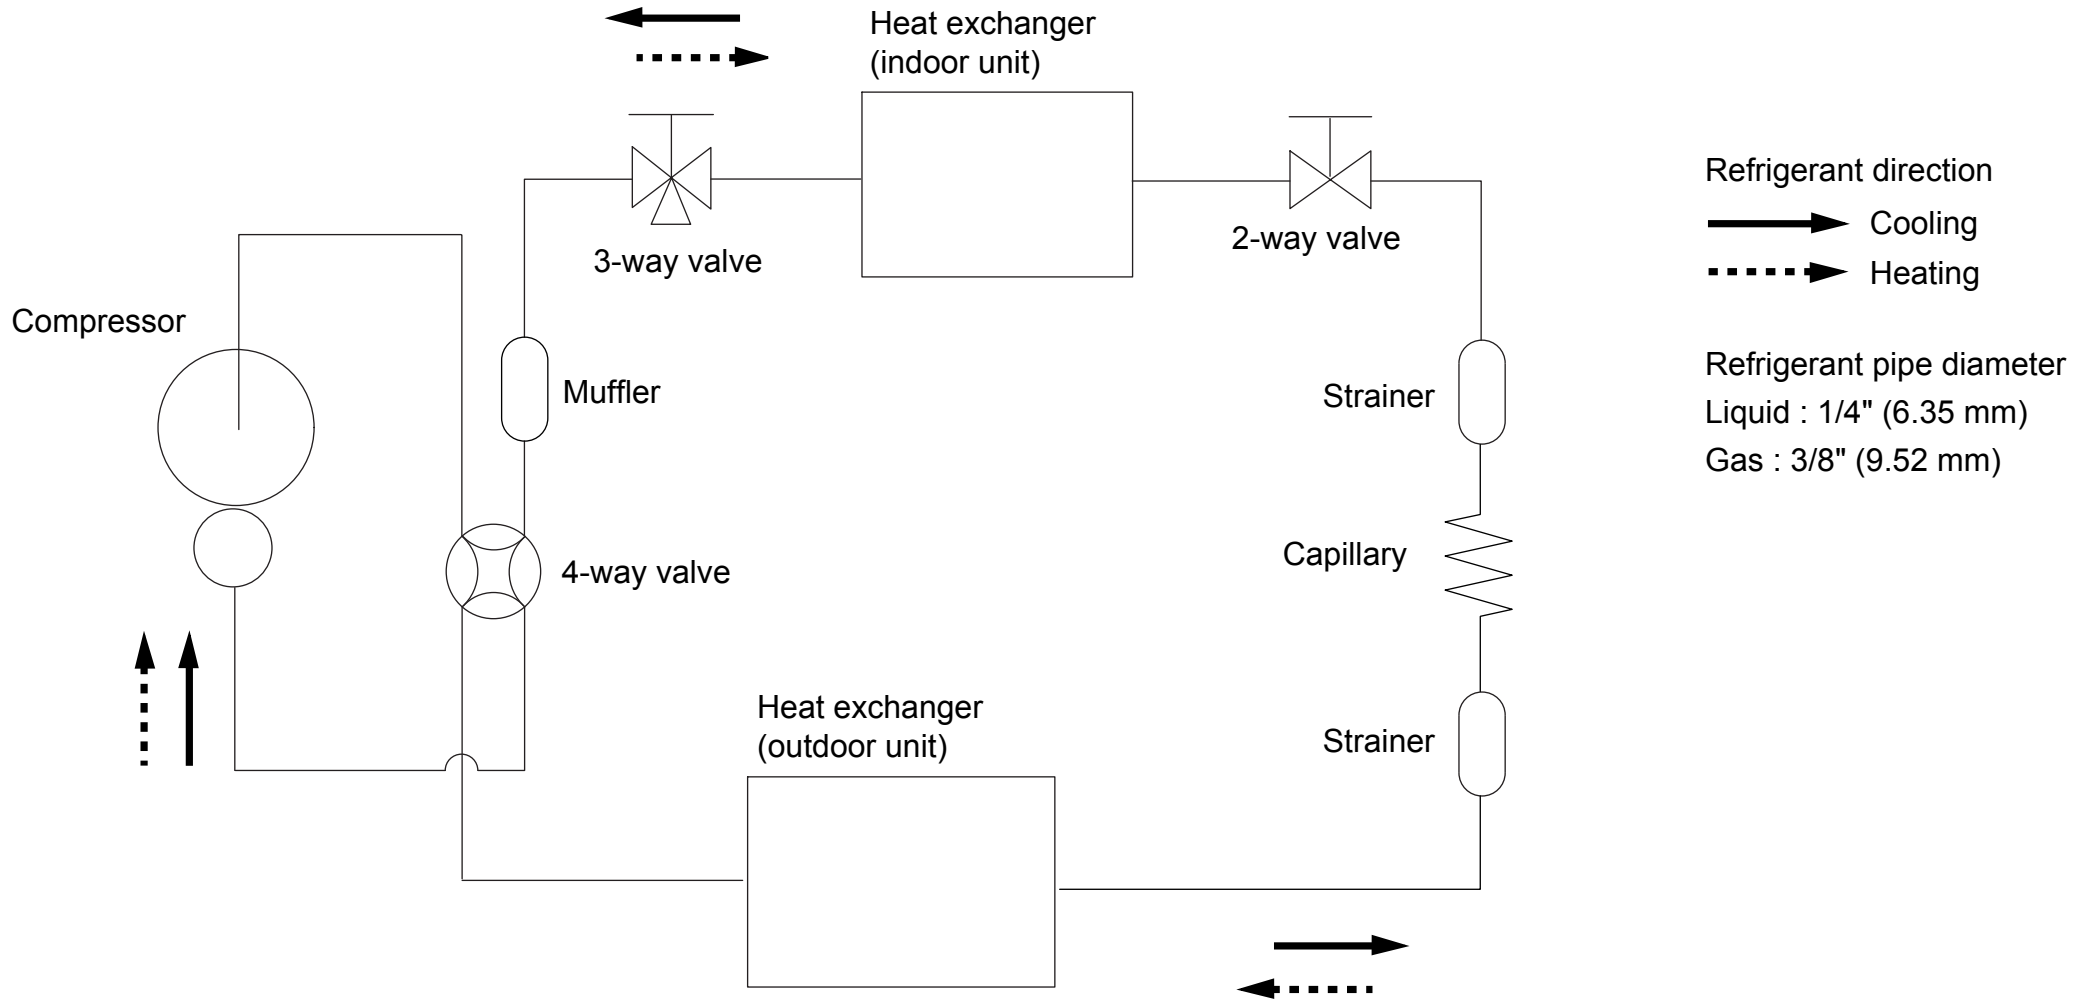 Heat exchanger
(indoor unit)
3-way valve
2-way valve
Refrigerant direction
Cooling
Heating
Compressor
Muffler
Strainer
Refrigerant pipe diameter
Liquid : 1/4" (6.35 mm)
Gas : 3/8" (9.52 mm)
4-way valve
Capillary
Heat exchanger
(outdoor unit)
Strainer